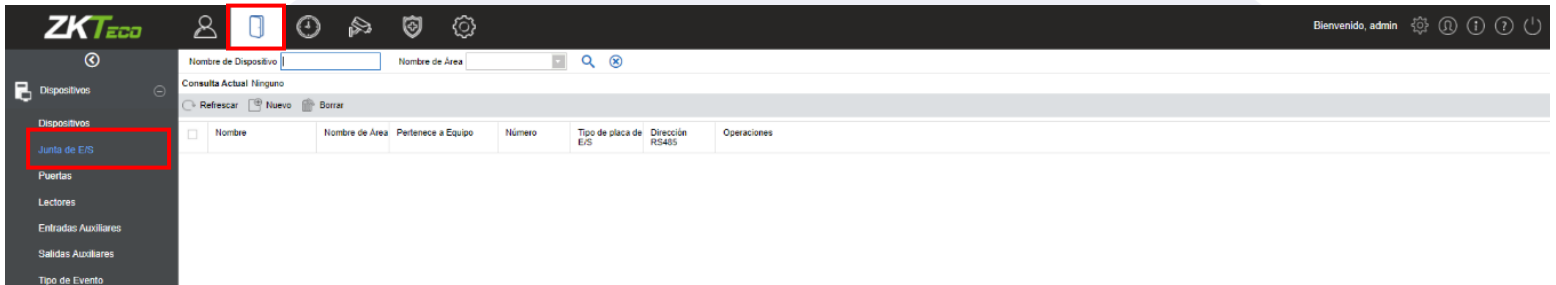 ZKTeco
Bienvenido, admin
Dispositivos
Dispositivos
Junta de E/S
Puertas
Lectores
Entradas Auxiliares
Salidas Auxiliares
Tipo de Evento
Nombre de Dispositivo Nombre de Area
Consulta Actual Ninguno
Refrescar Nuevo Borrar
Nombre Nombre de Area Pertenece a Equipo Número Tipo de placa de E/S Dirección RS485 Operaciones